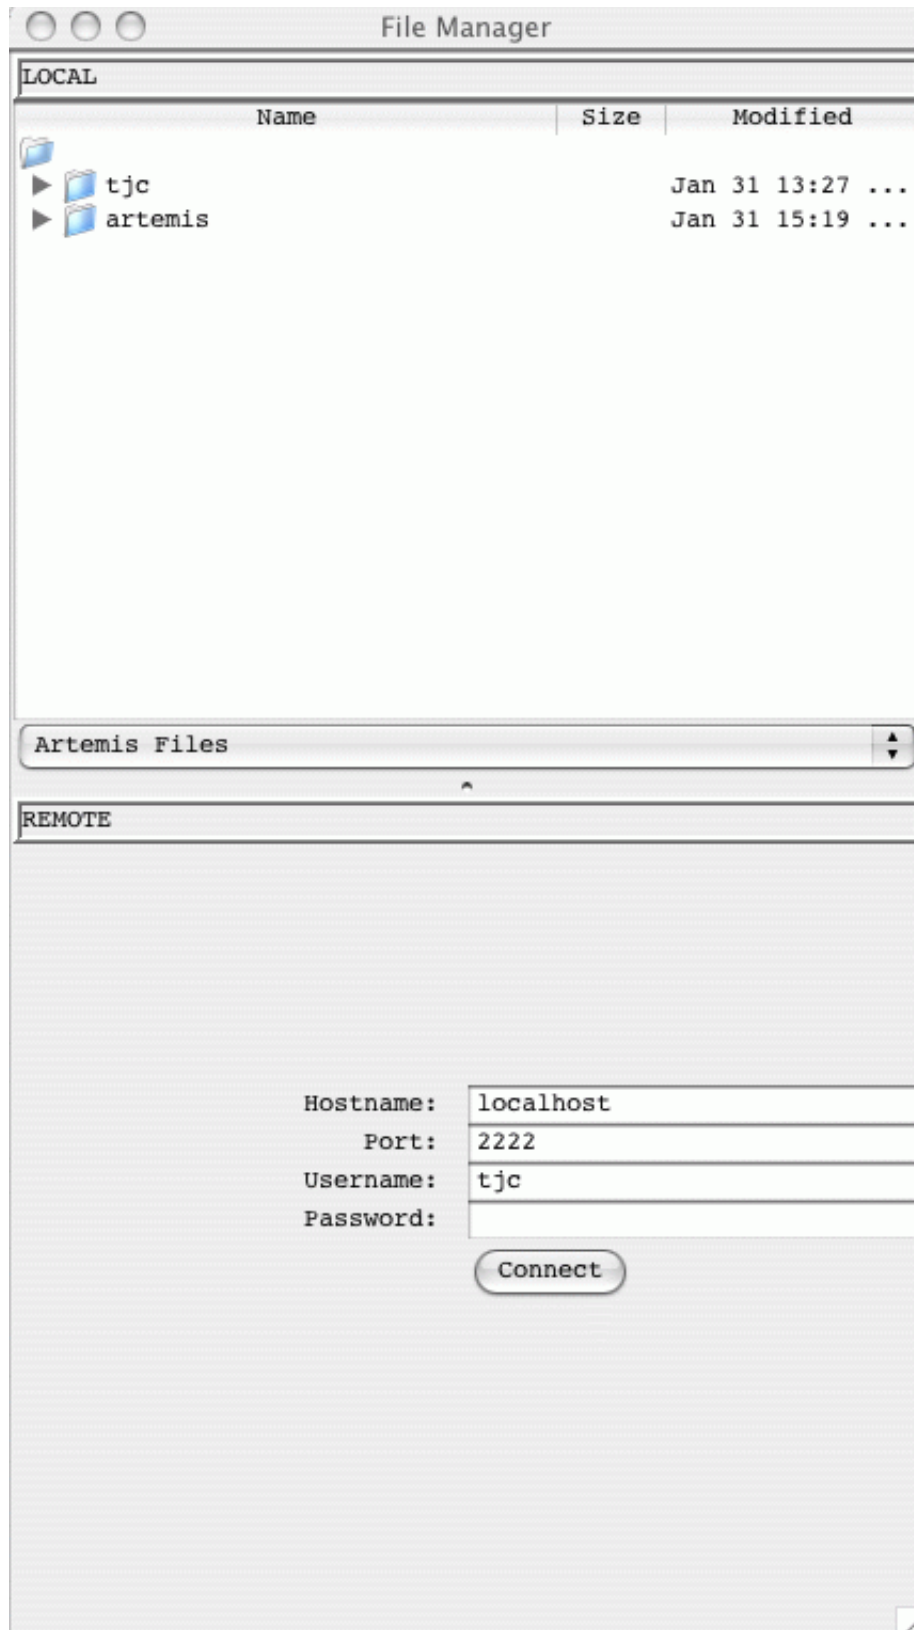 File Manager
LOCAL
Name Size Modified
tjc Jan 31 13:27 ...
artemis Jan 31 15:19 ...
Artemis Files
REMOTE
Hostname: localhost
Port: 2222
Username: tjc
Password:
Connect